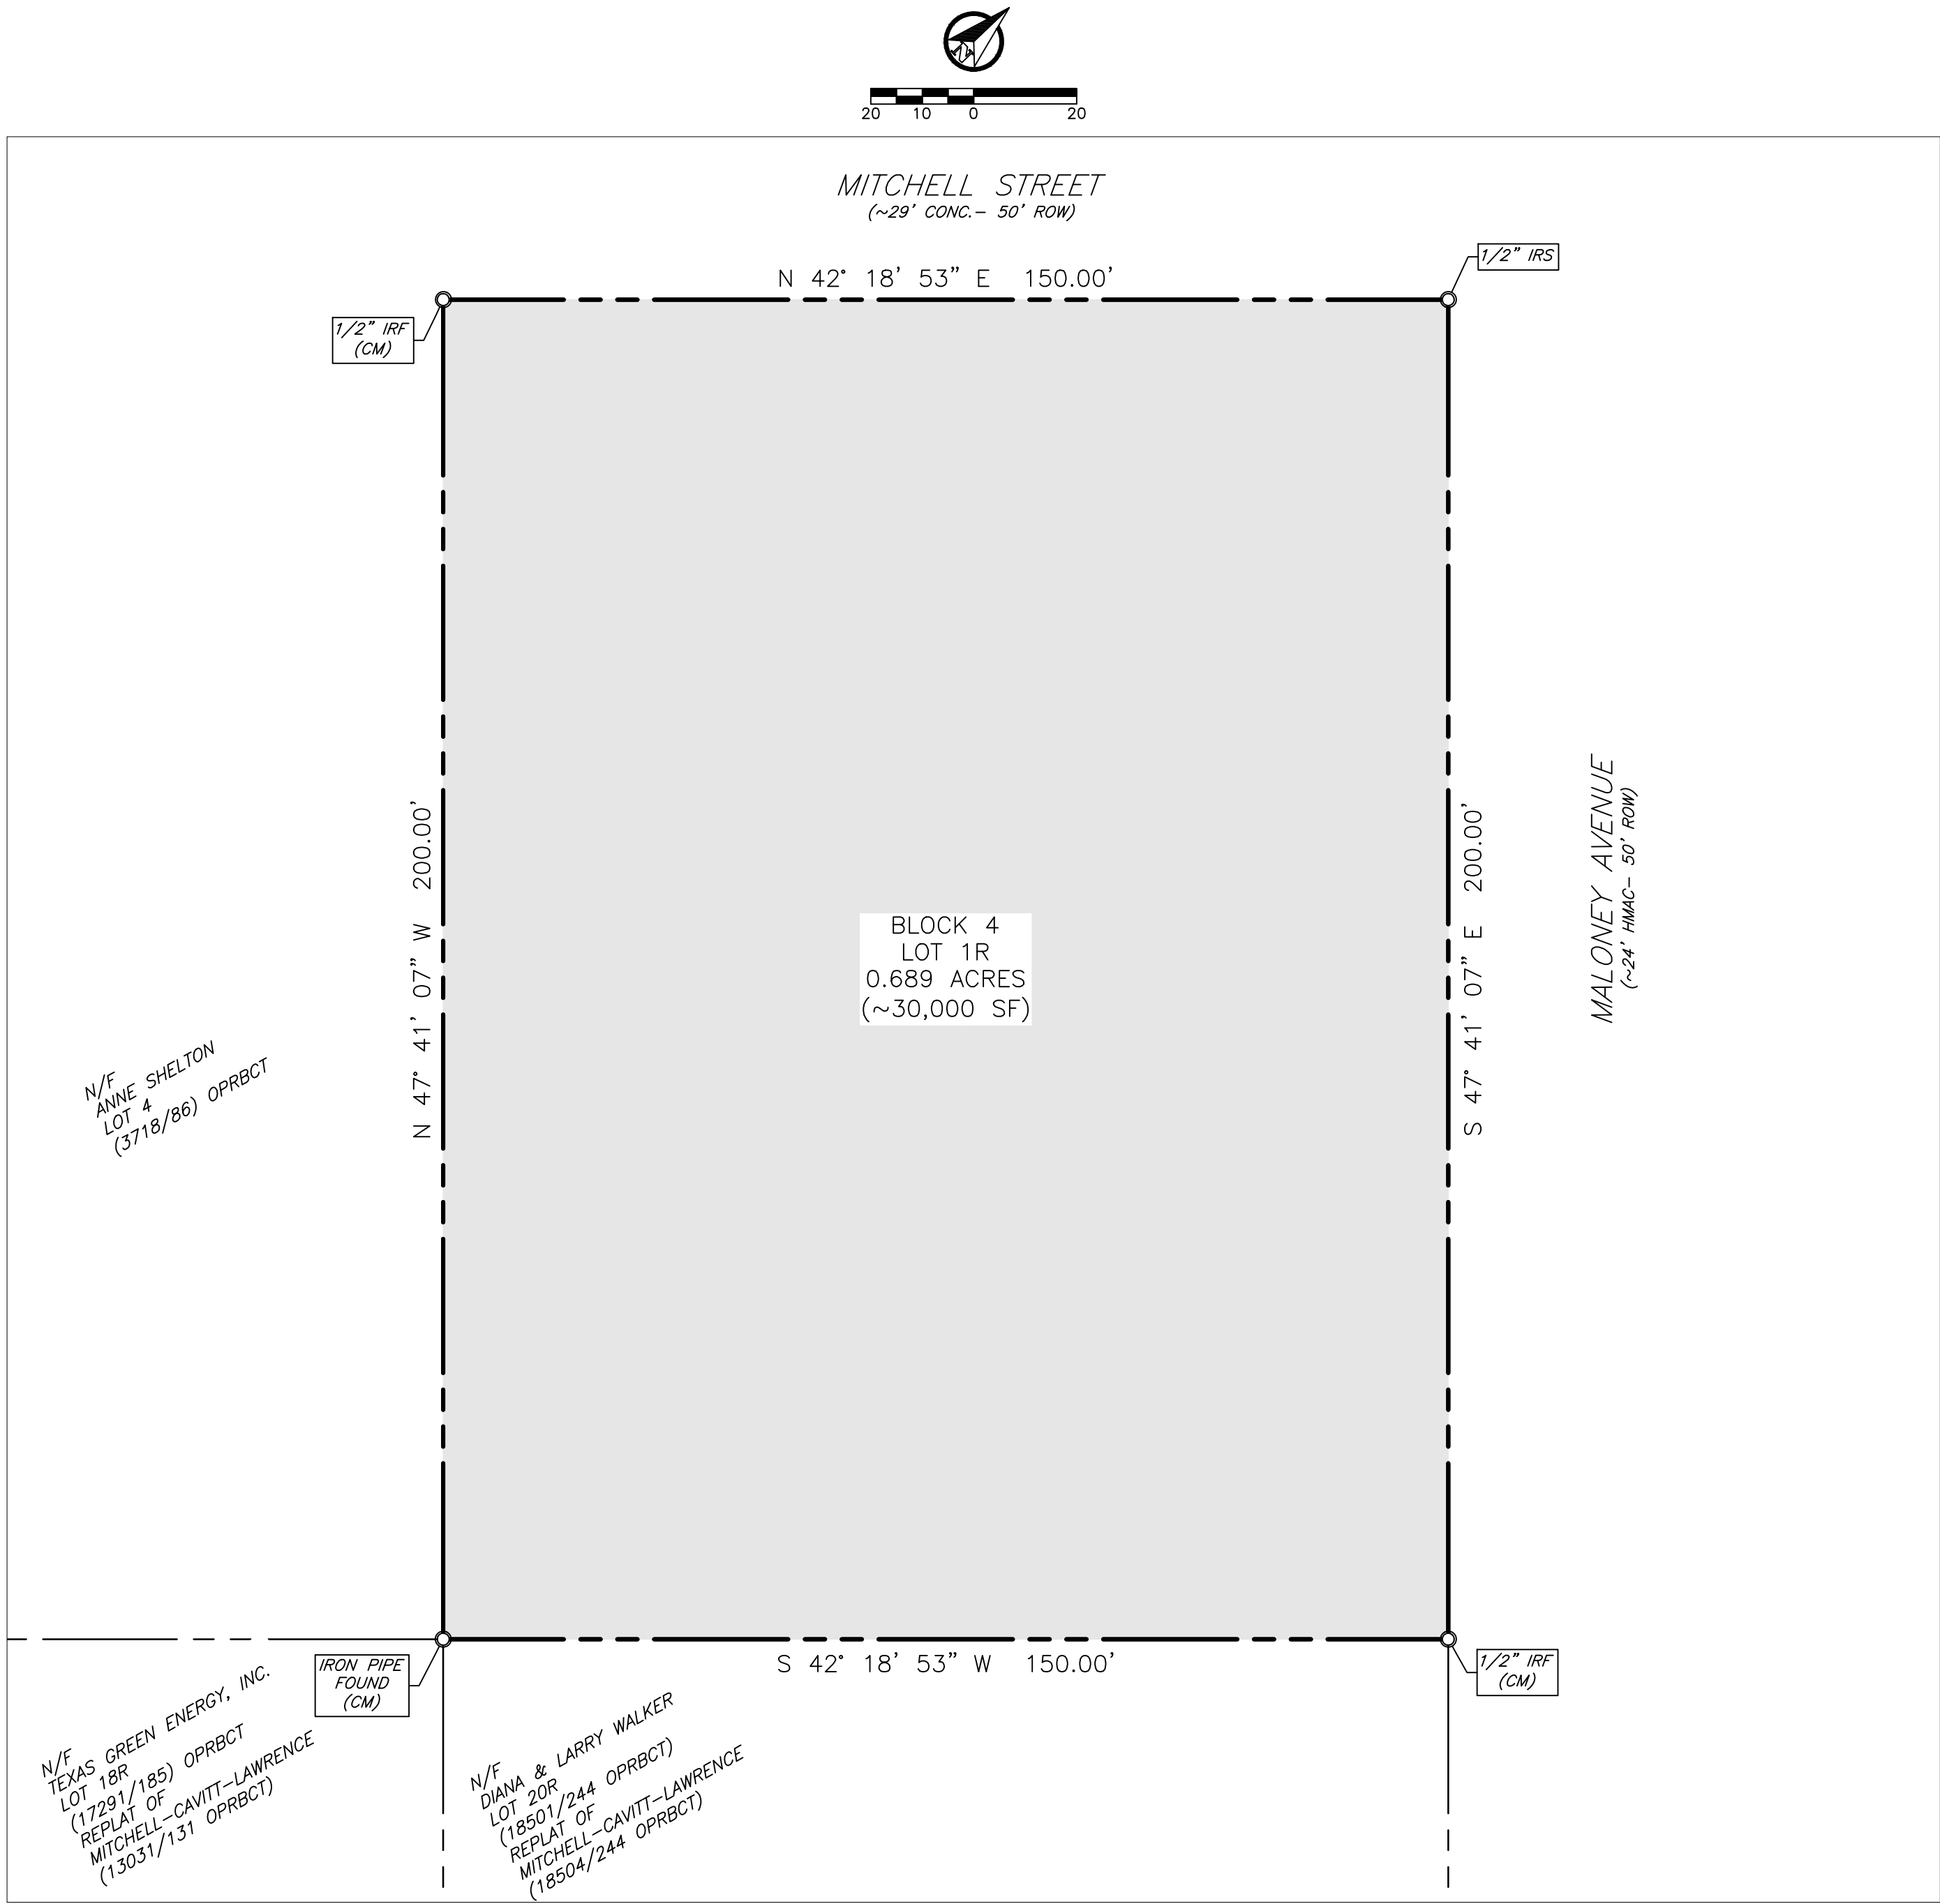 N
20 10 0 20
MITCHELL STREET
(~29' CONC.- 50' ROW)
1/2" IRS
N 42° 18' 53" E 150.00'
1/2" IRF
(CM)
N 47° 41' 07" W 200.00'
S 47° 41' 07" E 200.00'
MALONEY AVENUE
(~24' HMAC- 50' ROW)
BLOCK 4
LOT 1R
0.689 ACRES
(~30,000 SF)
N/F
ANNE SHELTON
LOT 4
(3718/86) OPRBCT
IRON PIPE
FOUND
(CM)
S 42° 18' 53" W 150.00'
1/2" IRF
(CM)
N/F
TEXAS GREEN ENERGY, INC.
LOT 18R
(17291/185) OPRBCT
REPLAT OF
MITCHELL-CAVITT-LAWRENCE
(13031/131 OPRBCT)
N/F
DIANA & LARRY WALKER
LOT 20R
(18501/244 OPRBCT)
REPLAT OF
MITCHELL-CAVITT-LAWRENCE
(18504/244 OPRBCT)